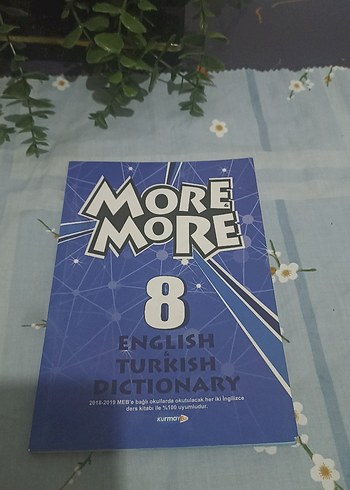 MORE
MORE
8
ENGLISH
TURKISH
DICTIONARY
2018-2019 MEB'e bağlı okullarda okutulacak her iki İngilizce
ders kitabı ile %100 uyumludur.
Kurmay